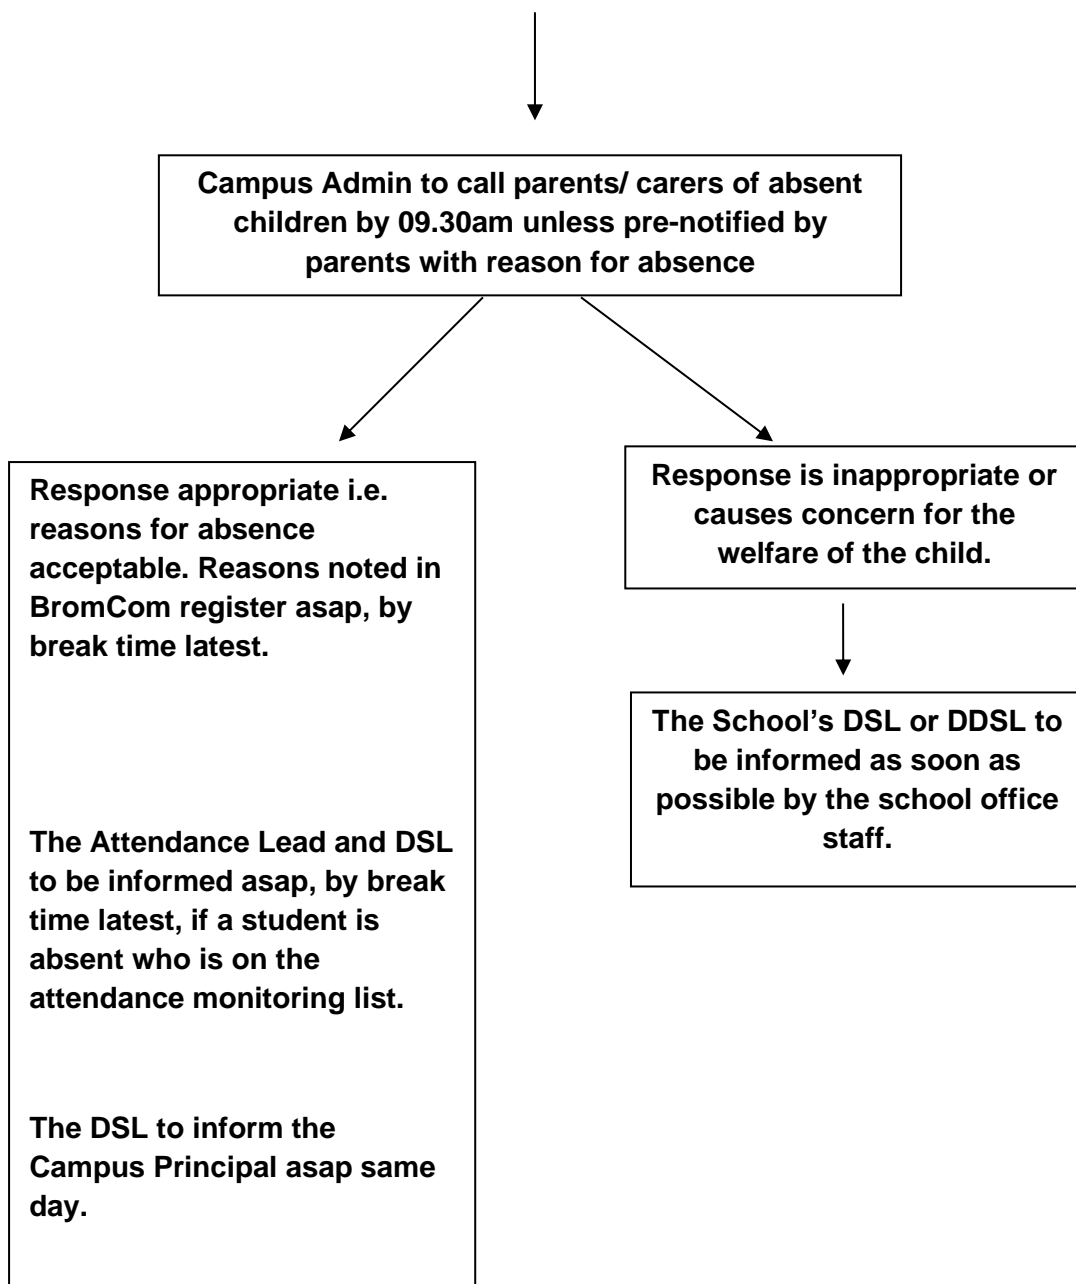 Campus Admin to call parents/ carers of absent
children by 09.30am unless pre-notified by
parents with reason for absence
Response appropriate i.e.
reasons for absence
acceptable. Reasons noted in
BromCom register asap, by
break time latest.
The Attendance Lead and DSL
to be informed asap, by break
time latest, if a student is
absent who is on the
attendance monitoring list.
The DSL to inform the
Campus Principal asap same
day.
Response is inappropriate or
causes concern for the
welfare of the child.
The School’s DSL or DDSL to
be informed as soon as
possible by the school office
staff.